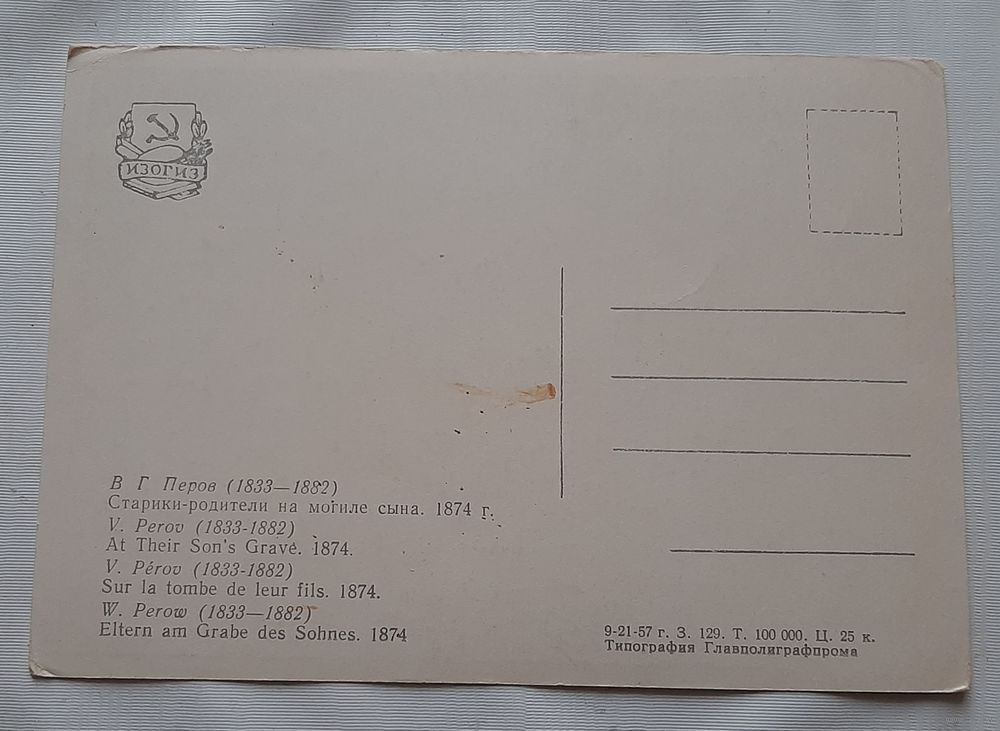 ИЗОГИЗ
В Г Перов (1833—1882)
Старики-родители на могиле сына. 1874 г.
V. Perov (1833-1882)
At Their Son's Grave. 1874.
V. Pérov (1833-1882)
Sur la tombe de leur fils. 1874.
W. Perow (1833—1882)
Eltern am Grabe des Sohnes. 1874
9-21-57 г. З. 129. Т. 100 000. Ц. 25 к.
Типография Главполиграфпрома